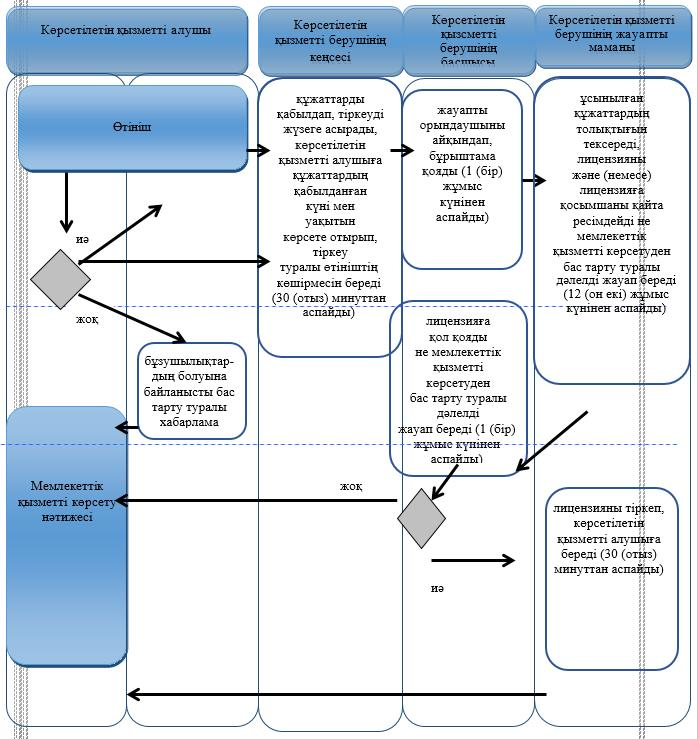 Көрсетілетін қызметті алушы
Көрсетілетін
қызметті берушінің
кеңсесі
Көрсетілетін
қызсметті
берушінің
басшысы
Көрсетілетін қызметті
берушінің жауапты
маманы
Өтініш
құжаттарды
қабылдап, тіркеуді
жүзеге асырады,
көрсетілетін
қызметті алушыға
құжаттардың
қабылданған
күні мен
уақытын
көрсете отырып,
тіркеу
туралы өтініштің
көшірмесін береді
(30 (отыз) минуттан
аспайды)
жауапты
орындаушыны
айқындап,
бұрыштама
қояды (1 (бір)
жұмыс
күнінен
аспайды)
ұсынылған
құжаттардың
толықтығын
тексереді,
лицензияны
және (немесе)
лицензияға
қосымшаны қайта
ресімдейді не
мемлекеттік
қызметті көрсетуден
бас тарту туралы
дәлелді жауап береді
(12 (он екі) жұмыс
күнінен аспайды)
иә
жоқ
бұзушылықтар-
дың болуына
байланысты бас
тарту туралы
хабарлама
лицензияға
қол қояды
не мемлекеттік
қызметті
көрсетуден
бас тарту туралы
дәлелді
жауап береді (1 (бір)
жұмыс күнінен
аспайды)
Мемлекеттік
қызметті көрсету
нәтижесі
жоқ
иә
лицензияны тіркеп,
көрсетілетін
қызметті алушыға
береді (30 (отыз)
минуттан аспайды)